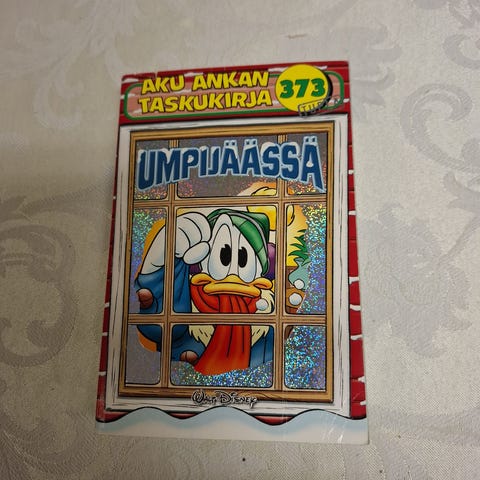 AKU ANKAN
TASKUKIRJA
373
UMPIJÄÄSSÄ
Walt Disney